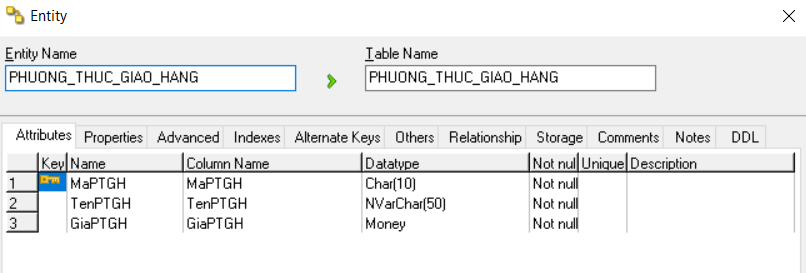 Entity
Entity Name
Table Name
PHUONG_THUC_GIAO_HANG
PHUONG_THUC_GIAO_HANG
Attributes Properties Advanced Indexes Alternate Keys Others Relationship Storage Comments Notes DDL
Key Name Column Name Datatype Not nul Unique Description
1 MaPTGH MaPTGH Char(10) Not null
2 TenPTGH TenPTGH NVarChar(50) Not null
3 GiaPTGH GiaPTGH Money Not null